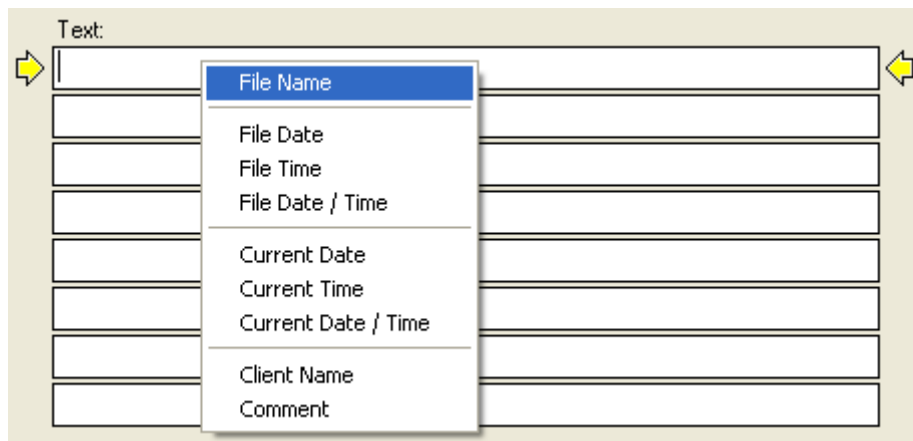 Text:
File Name
File Date
File Time
File Date / Time
Current Date
Current Time
Current Date / Time
Client Name
Comment